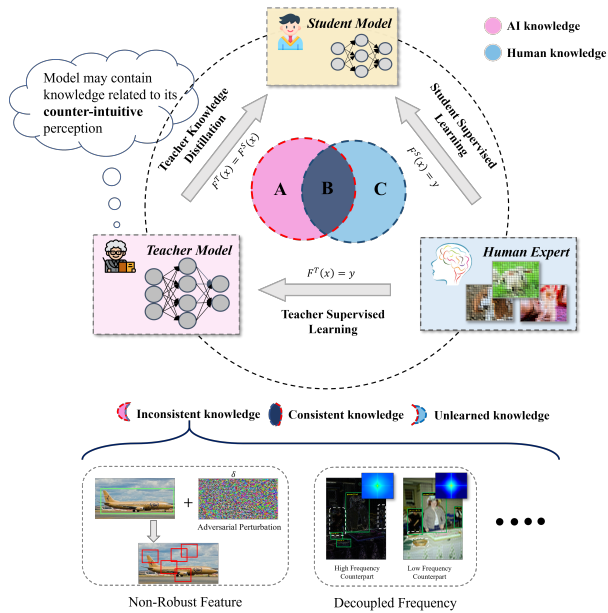 Student Model
AI knowledge
Human knowledge
Model may contain
knowledge related to its
counter-intuitive
perception
Teacher Knowledge
Distillation
F^T(x) = F^S(x)
Student Supervised
Learning
F^S(x) = y
A
B
C
Teacher Model
Human Expert
F^T(x) = y
Teacher Supervised
Learning
Inconsistent knowledge
Consistent knowledge
Unlearned knowledge
δ
+
Adversarial Perturbation
High Frequency
Counterpart
Low Frequency
Counterpart
Non-Robust Feature
Decoupled Frequency